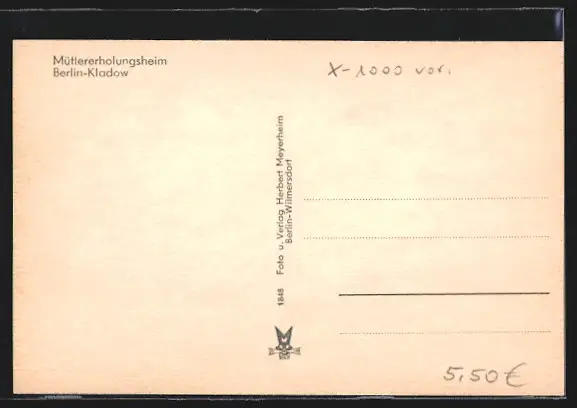 Müttererholungsheim
Berlin-Kladow
X-1000 vor.
1848 Foto u. Verlag Herbert Meyerheim
Berlin-Wilmersdorf
5,50€